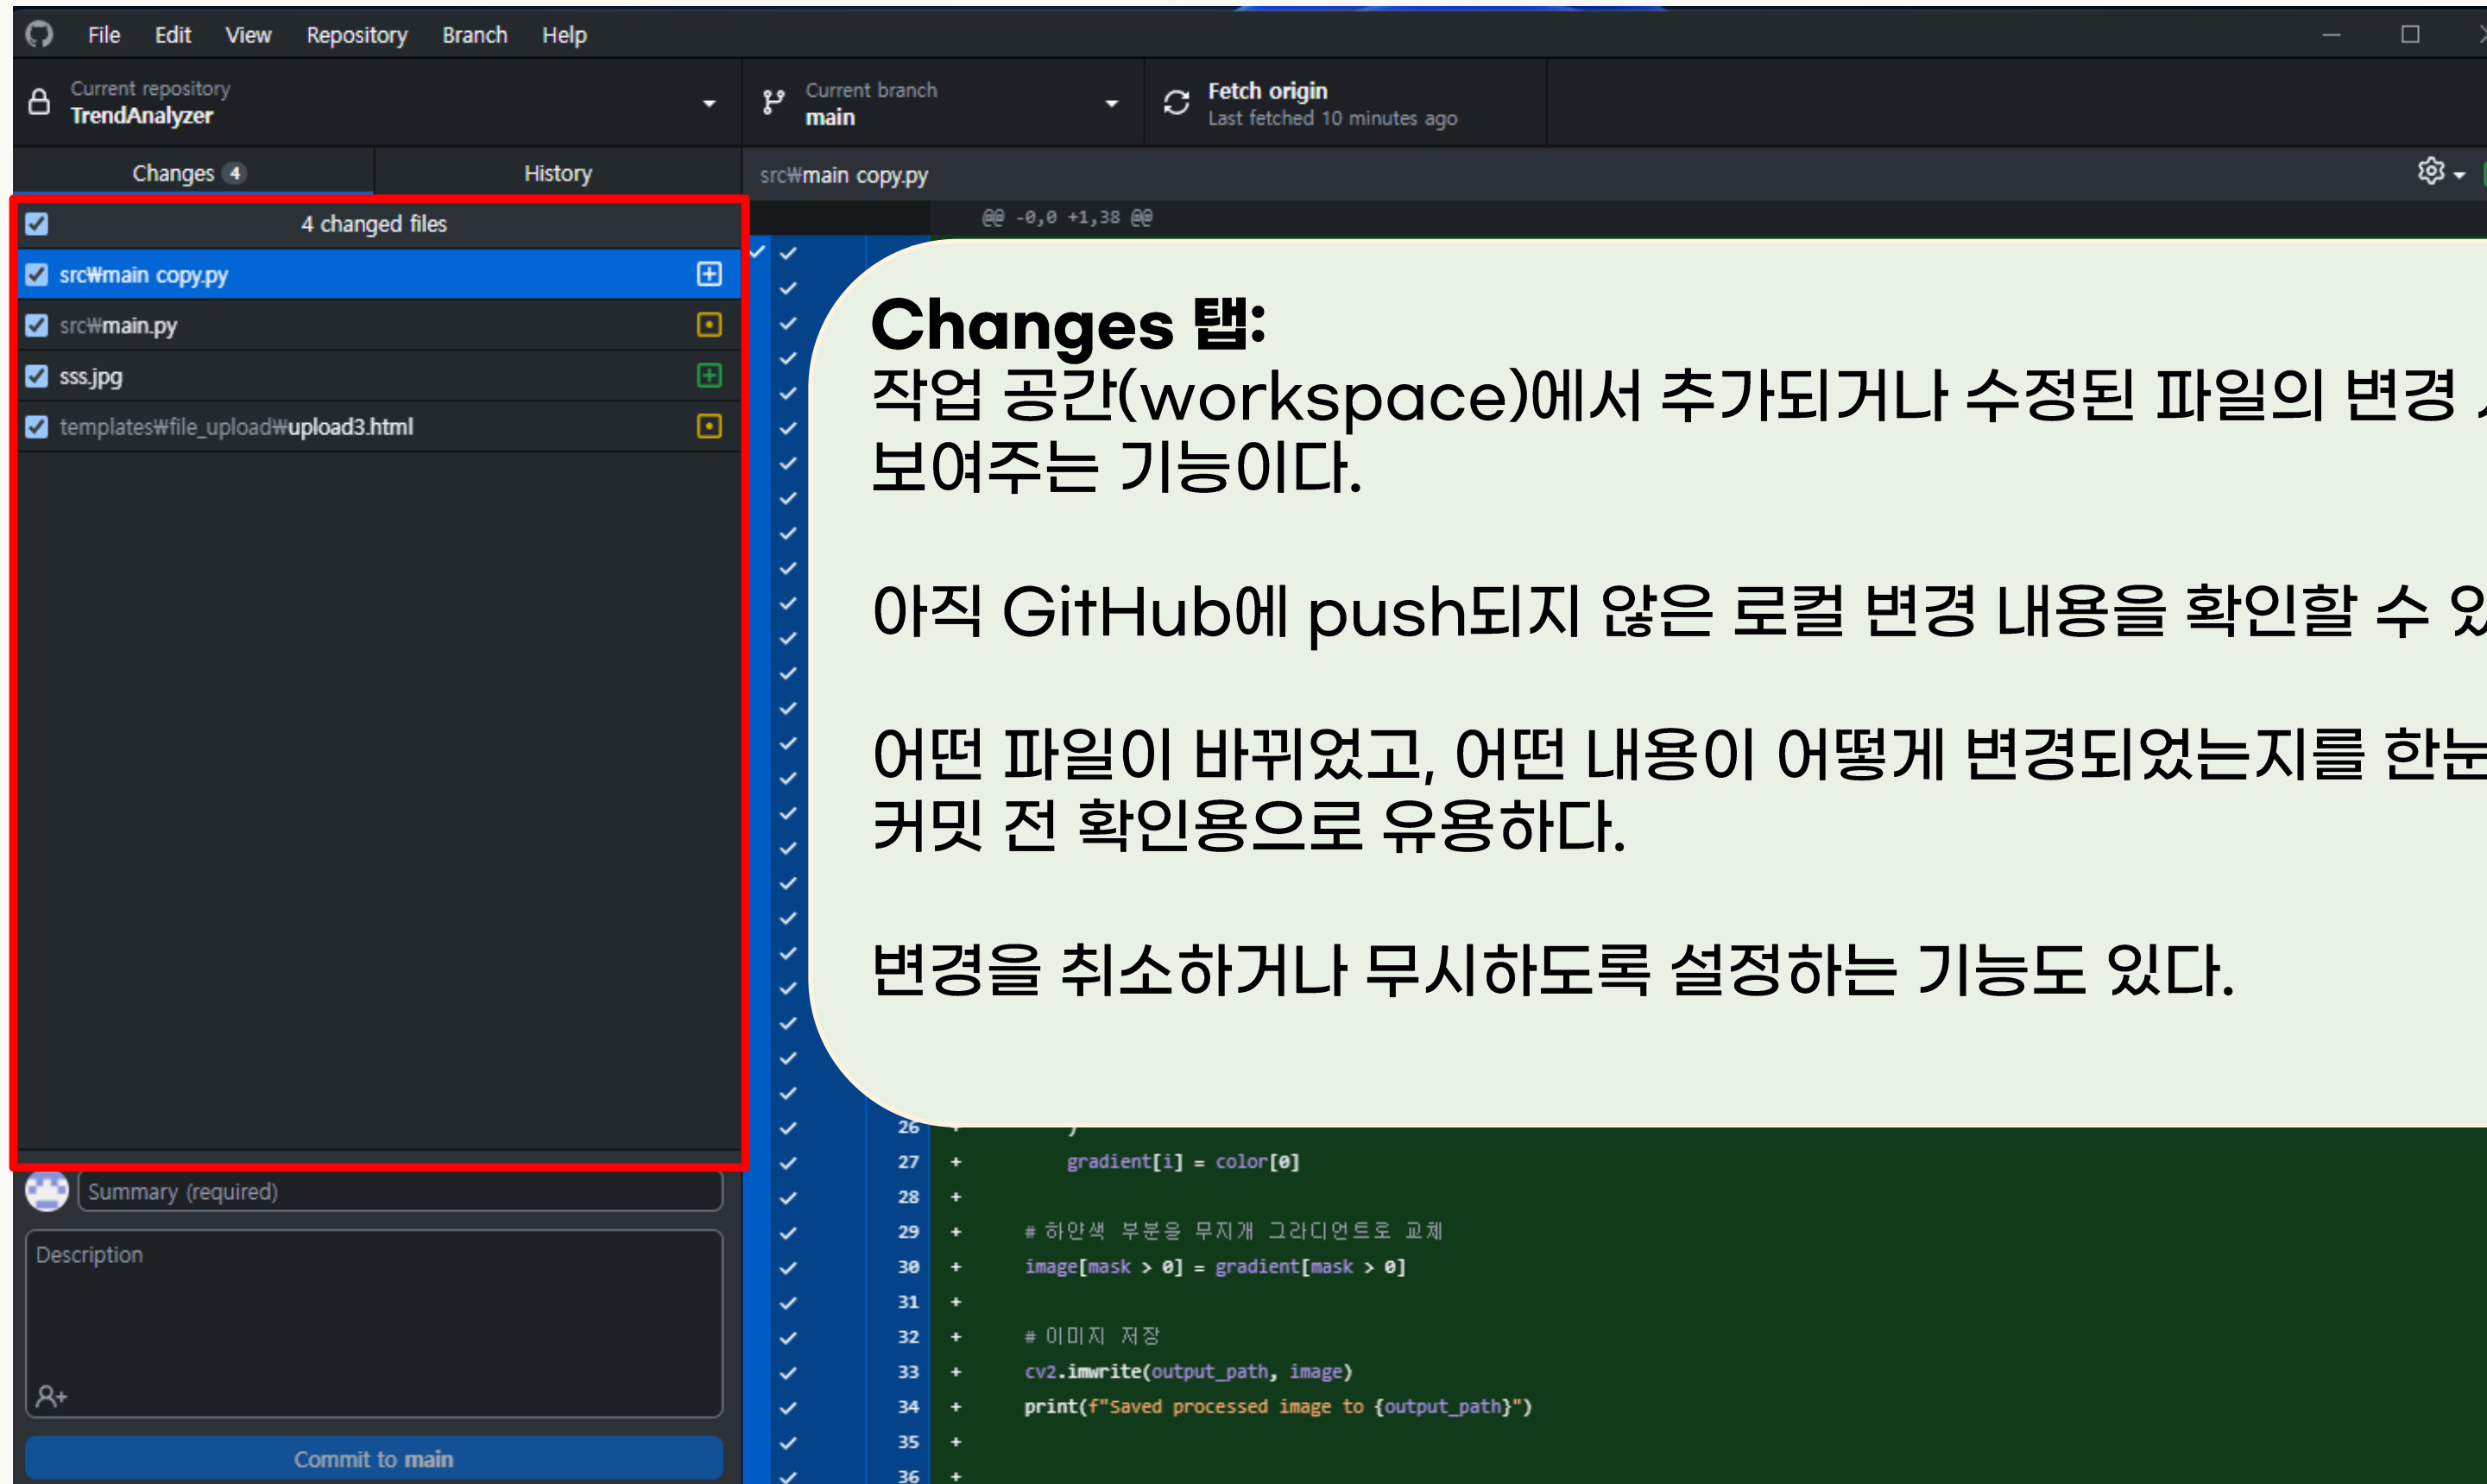 File Edit View Repository Branch Help
Current repository
TrendAnalyzer
Current branch
main
Fetch origin
Last fetched 10 minutes ago
Changes 4
History
src₩main copy.py
4 changed files
src₩main copy.py
src₩main.py
sss.jpg
templates₩file_upload₩upload3.html
@@ -0,0 +1,38 @@
Changes 탭:
작업 공간(workspace)에서 추가되거나 수정된 파일의 변경
보여주는 기능이다.
아직 GitHub에 push되지 않은 로컬 변경 내용을 확인할 수
어떤 파일이 바뀌었고, 어떤 내용이 어떻게 변경되었는지를
커밋 전 확인용으로 유용하다.
변경을 취소하거나 무시하도록 설정하는 기능도 있다.
26 + )
27 + gradient[i] = color[0]
28 +
29 + # 하얀색 부분을 무지개 그라디언트로 교체
30 + image[mask > 0] = gradient[mask > 0]
31 +
32 + # 이미지 저장
33 + cv2.imwrite(output_path, image)
34 + print(f"Saved processed image to {output_path}")
35 +
36 +
Summary (required)
Description
Commit to main